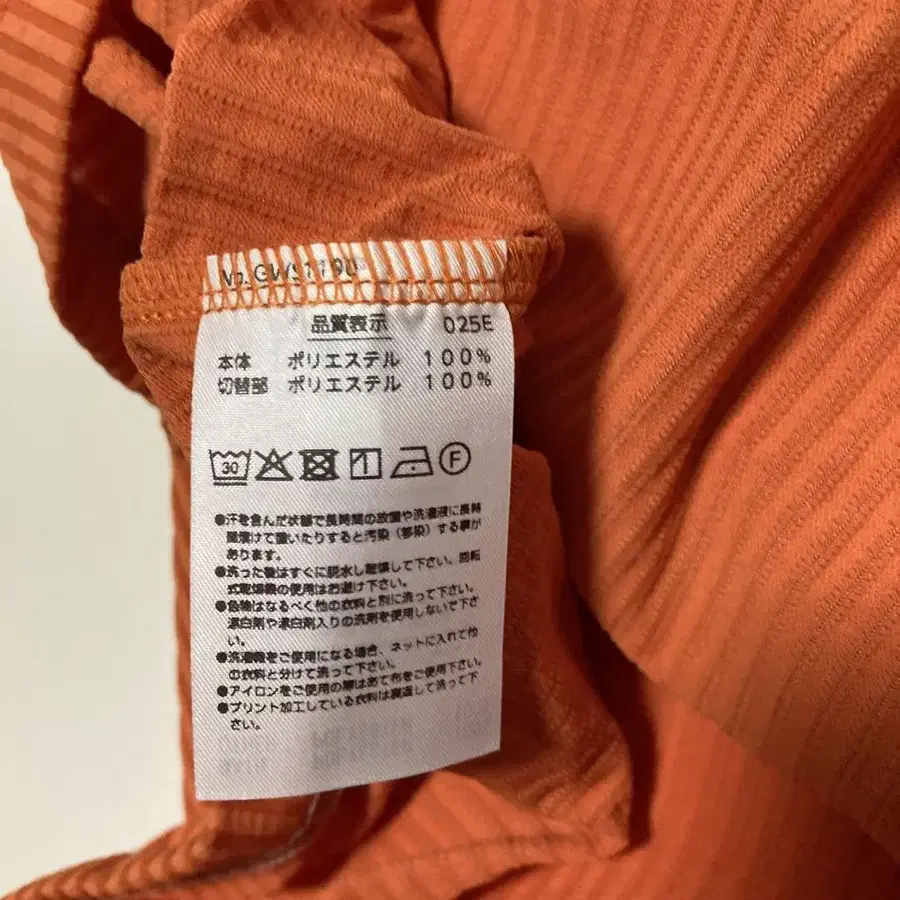 品質表示 025E
本体 ポリエステル 100%
切替部 ポリエステル 100%
30 F
●汗を含んだ状態で長時間の放置や洗濯液に長時
間漬けて置いたりすると汚染（移染）する事が
あります。
●洗った後はすぐに脱水し乾燥して下さい。回転
式乾燥機の使用はお避け下さい。
●色物はなるべく他の衣料と別に洗って下さい。
漂白剤や漂白剤入りの洗剤を使用しないで下さ
い。
●洗濯機をご使用になる場合、ネットに入れて他
の衣料と分けて洗って下さい。
●アイロンをご使用の際はあて布をご使用下さい。
●プリント加工している衣料は裏返して洗って下
さい。